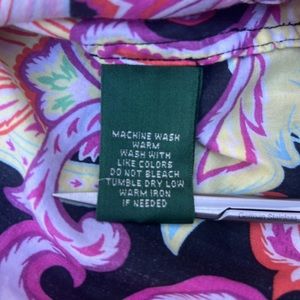 MACHINE WASH
WARM
WASH WITH
LIKE COLORS
DO NOT BLEACH
TUMBLE DRY LOW
WARM IRON
IF NEEDED